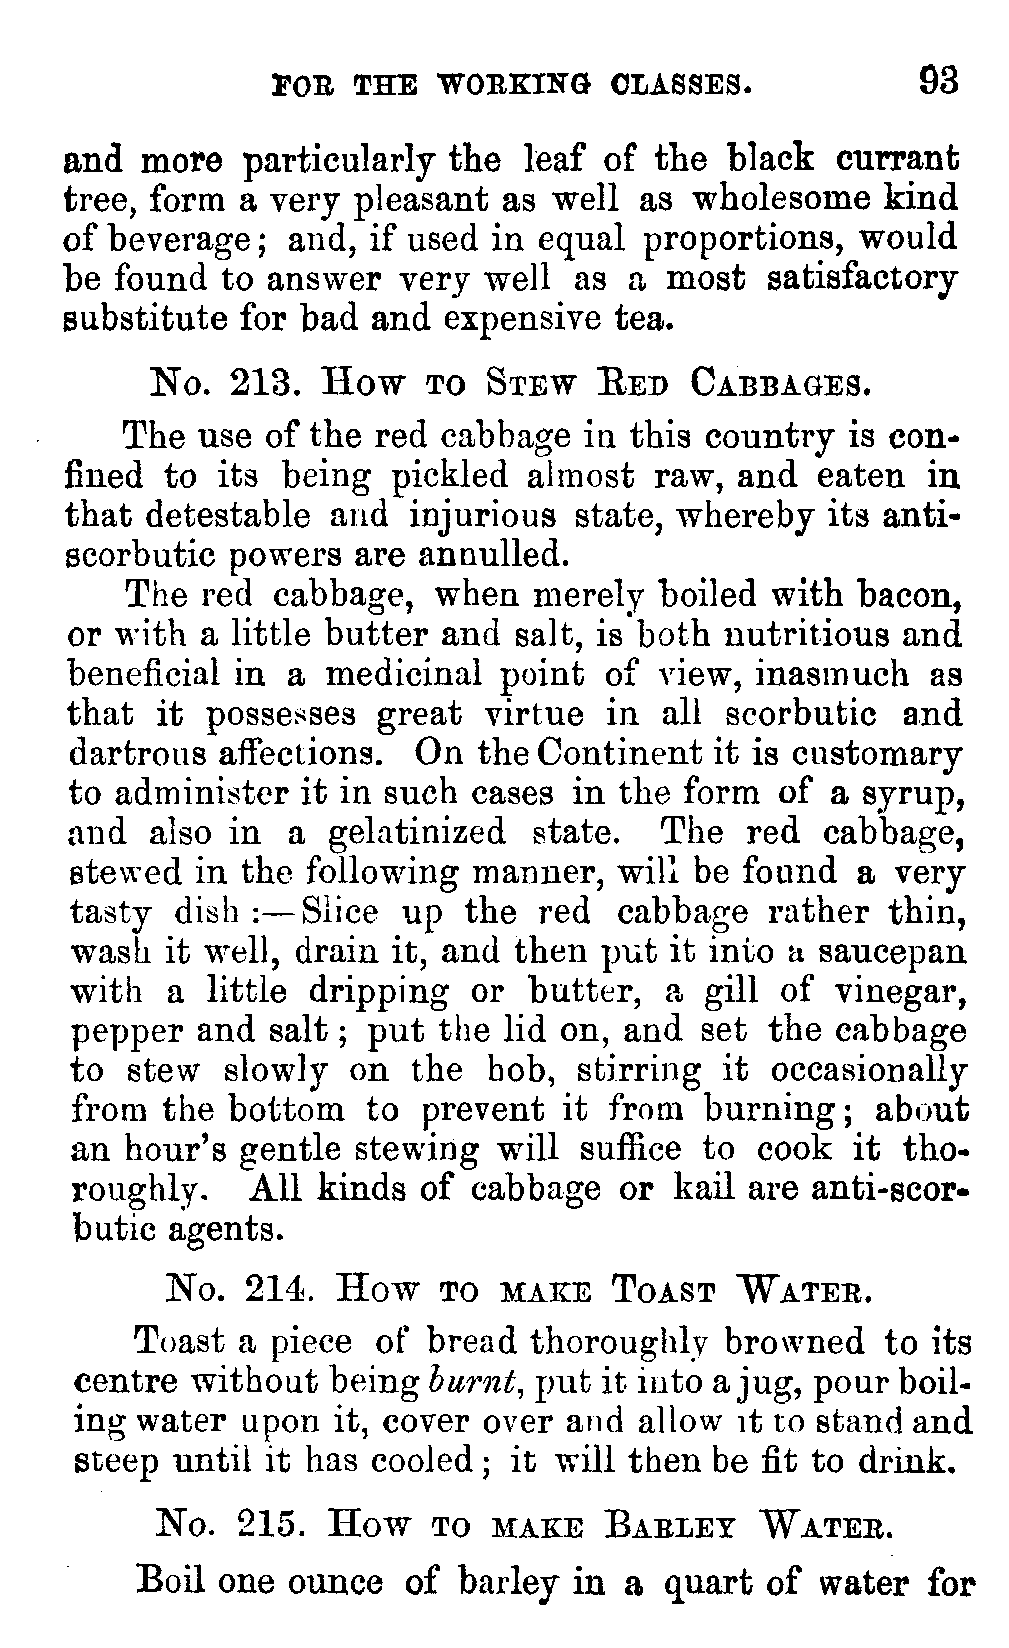 FOR THE WORKING CLASSES. 93
and more particularly the leaf of the black currant
tree, form a very pleasant as well as wholesome kind
of beverage; and, if used in equal proportions, would
be found to answer very well as a most satisfactory
substitute for bad and expensive tea.
No. 213. How to Stew Red Cabbages.
The use of the red cabbage in this country is con-
fined to its being pickled almost raw, and eaten in
that detestable and injurious state, whereby its anti-
scorbutic powers are annulled.
The red cabbage, when merely boiled with bacon,
or with a little butter and salt, is both nutritious and
beneficial in a medicinal point of view, inasmuch as
that it possesses great virtue in all scorbutic and
dartrous affections. On the Continent it is customary
to administer it in such cases in the form of a syrup,
and also in a gelatinized state. The red cabbage,
stewed in the following manner, will be found a very
tasty dish :—Slice up the red cabbage rather thin,
wash it well, drain it, and then put it into a saucepan
with a little dripping or butter, a gill of vinegar,
pepper and salt; put the lid on, and set the cabbage
to stew slowly on the hob, stirring it occasionally
from the bottom to prevent it from burning; about
an hour's gentle stewing will suffice to cook it tho-
roughly. All kinds of cabbage or kail are anti-scor-
butic agents.
No. 214. How to make Toast Water.
Toast a piece of bread thoroughly browned to its
centre without being burnt, put it into a jug, pour boil-
ing water upon it, cover over and allow it to stand and
steep until it has cooled; it will then be fit to drink.
No. 215. How to make Barley Water.
Boil one ounce of barley in a quart of water for